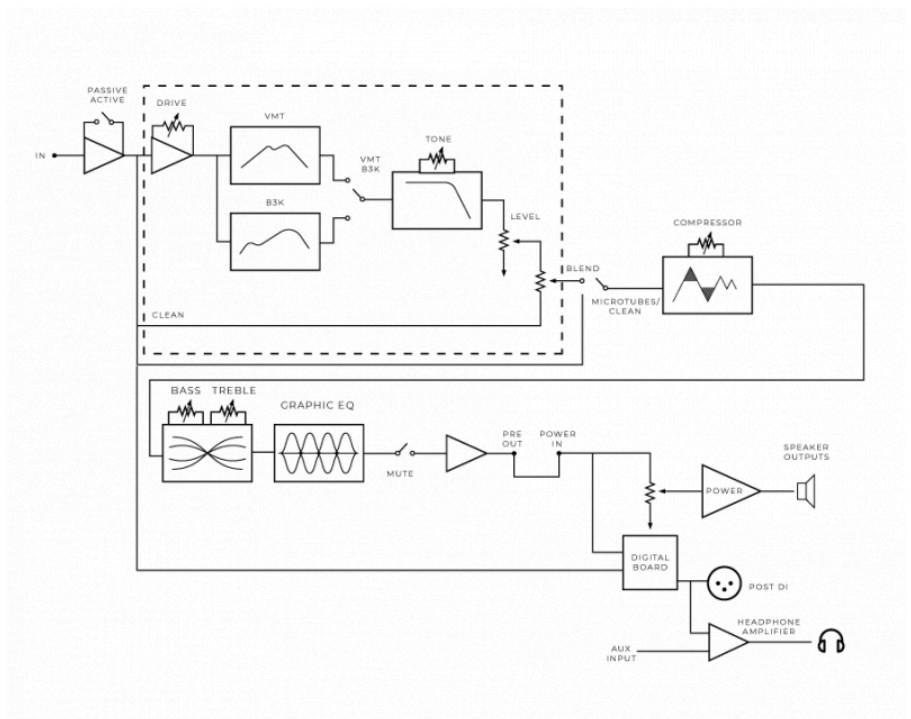 PASSIVE
ACTIVE
IN
DRIVE
VMT
B3K
VMT
B3K
TONE
LEVEL
CLEAN
BLEND
MICROTUBES/
CLEAN
COMPRESSOR
BASS
TREBLE
GRAPHIC EQ
MUTE
PRE
OUT
POWER
IN
POWER
SPEAKER
OUTPUTS
DIGITAL
BOARD
POST DI
HEADPHONE
AMPLIFIER
AUX
INPUT